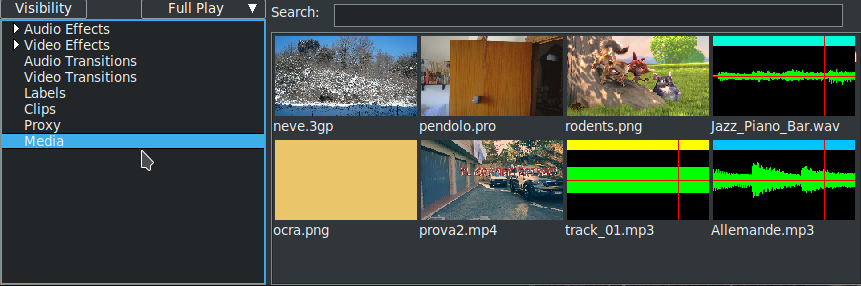 Visibility
Full Play
Search:
Audio Effects
Video Effects
Audio Transitions
Video Transitions
Labels
Clips
Proxy
Media
neve.3gp
pendolo.pro
rodents.png
Jazz_Piano_Bar.wav
ocra.png
prova2.mp4
track_01.mp3
Allemande.mp3